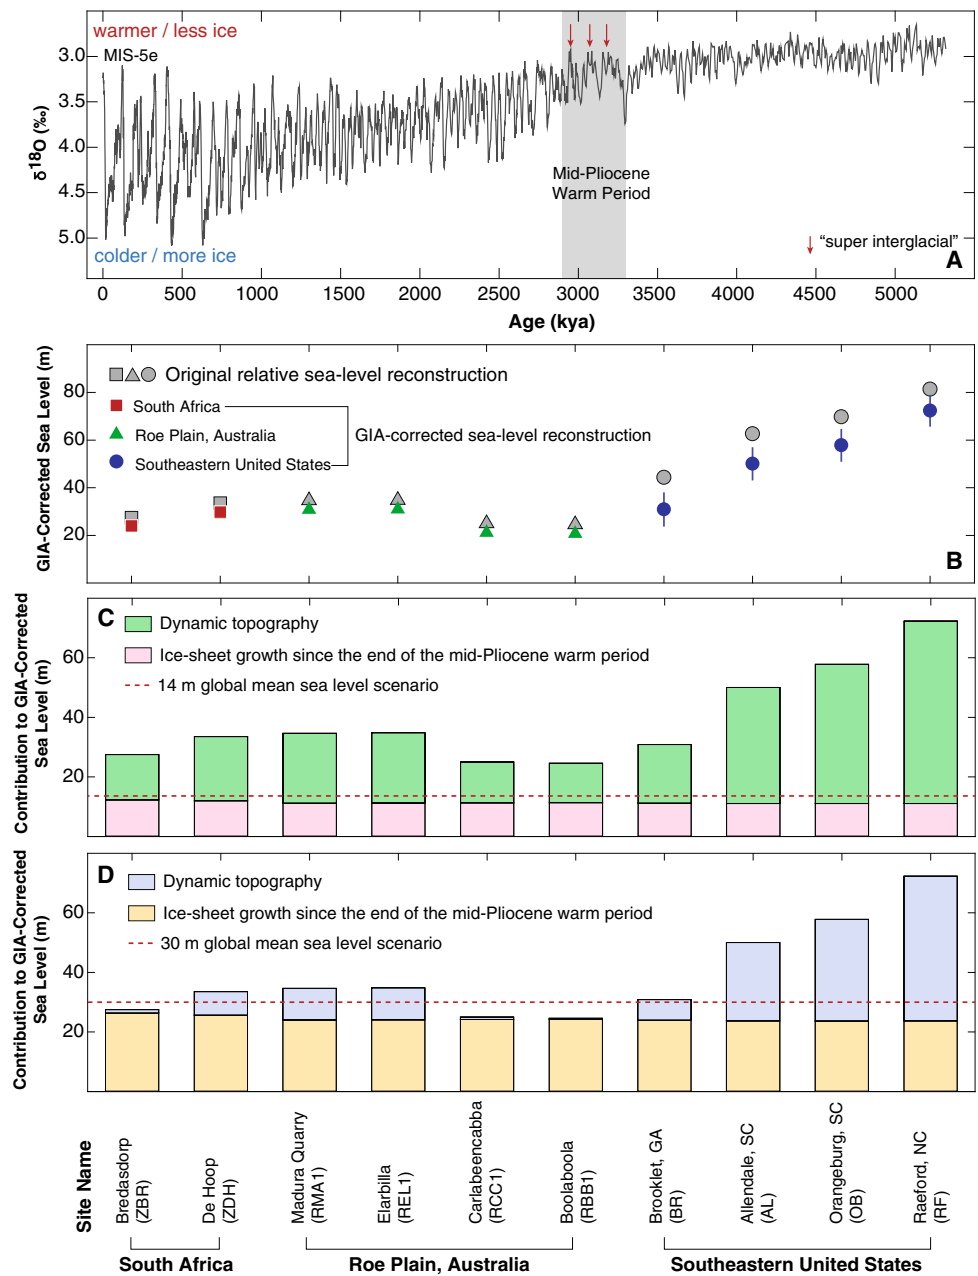 warmer / less ice
MIS-5e
3.0
3.5
4.0
4.5
5.0
δ18O (‰)
Mid-Pliocene
Warm Period
"super interglacial"
colder / more ice
A
0 500 1000 1500 2000 2500 3000 3500 4000 4500 5000
Age (kya)
GIA-Corrected Sea Level (m)
80
60
40
20
Original relative sea-level reconstruction
South Africa
Roe Plain, Australia
GIA-corrected sea-level reconstruction
Southeastern United States
B
Contribution to GIA-Corrected
Sea Level (m)
60
40
20
C
Dynamic topography
Ice-sheet growth since the end of the mid-Pliocene warm period
14 m global mean sea level scenario
Contribution to GIA-Corrected
Sea Level (m)
60
40
20
D
Dynamic topography
Ice-sheet growth since the end of the mid-Pliocene warm period
30 m global mean sea level scenario
Site Name
Bredasdorp
(ZBR)
De Hoop
(ZDH)
Madura Quarry
(RMA1)
Elarbilla
(REL1)
Carlabeencabba
(RCC1)
Boolaboola
(RBB1)
Brooklet, GA
(BR)
Allendale, SC
(AL)
Orangeburg, SC
(OB)
Raeford, NC
(RF)
South Africa
Roe Plain, Australia
Southeastern United States